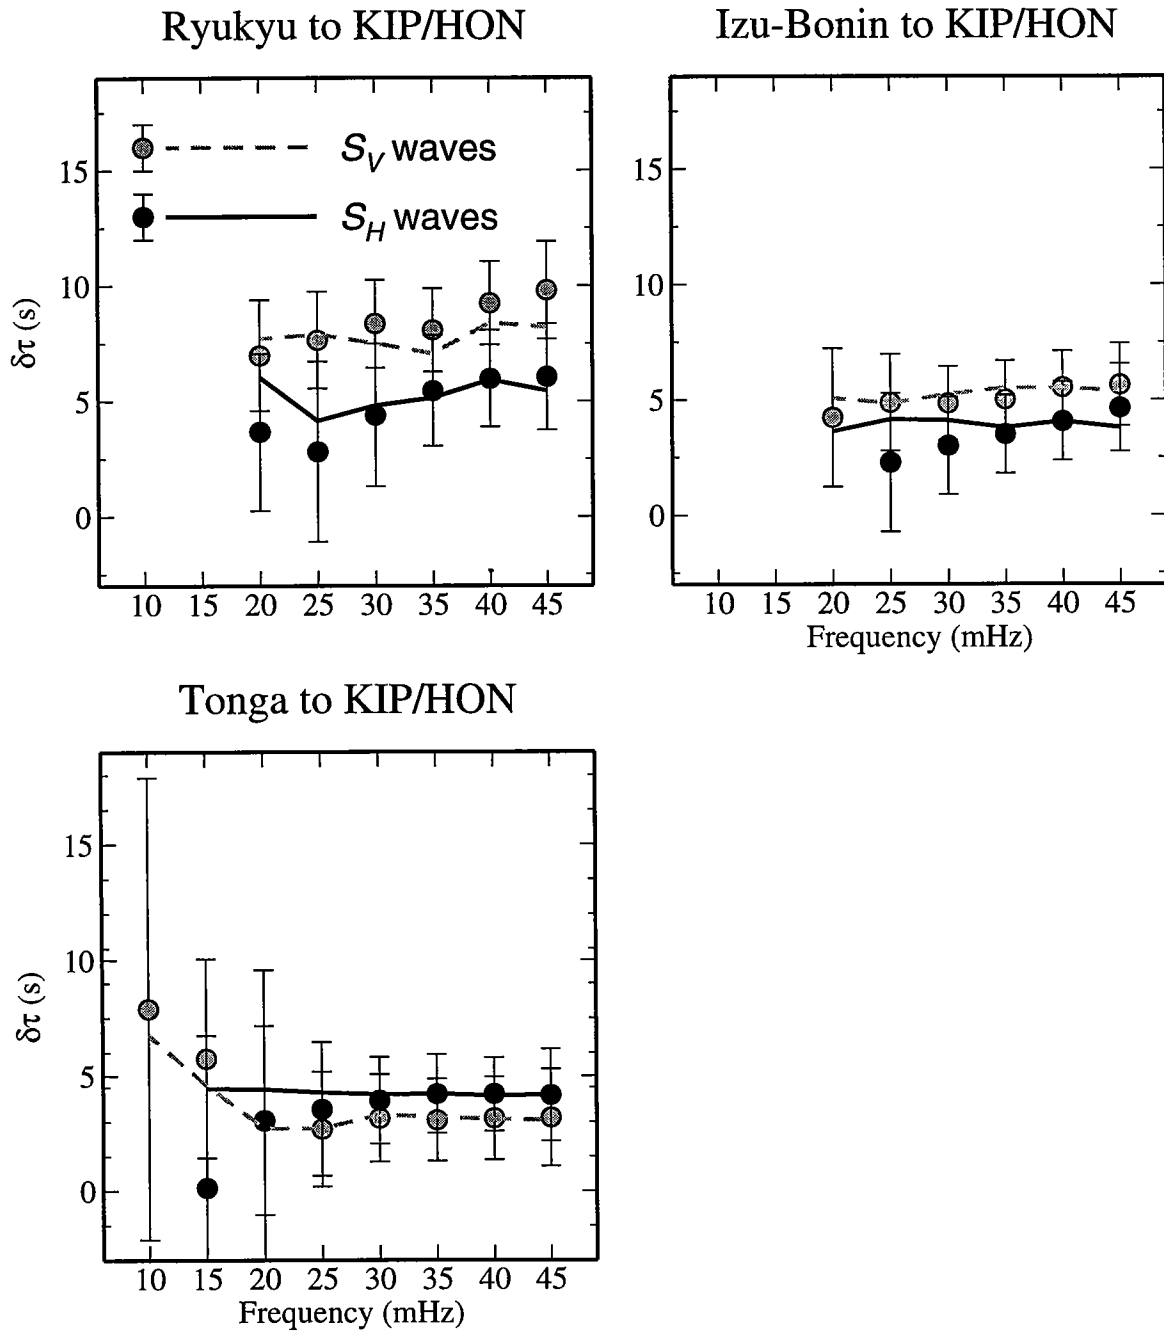 Ryukyu to KIP/HON
Izu-Bonin to KIP/HON
S_V waves
S_H waves
15
10
5
0
δτ (s)
10 15 20 25 30 35 40 45
15
10
5
0
10 15 20 25 30 35 40 45
Frequency (mHz)
Tonga to KIP/HON
15
10
5
0
δτ (s)
10 15 20 25 30 35 40 45
Frequency (mHz)